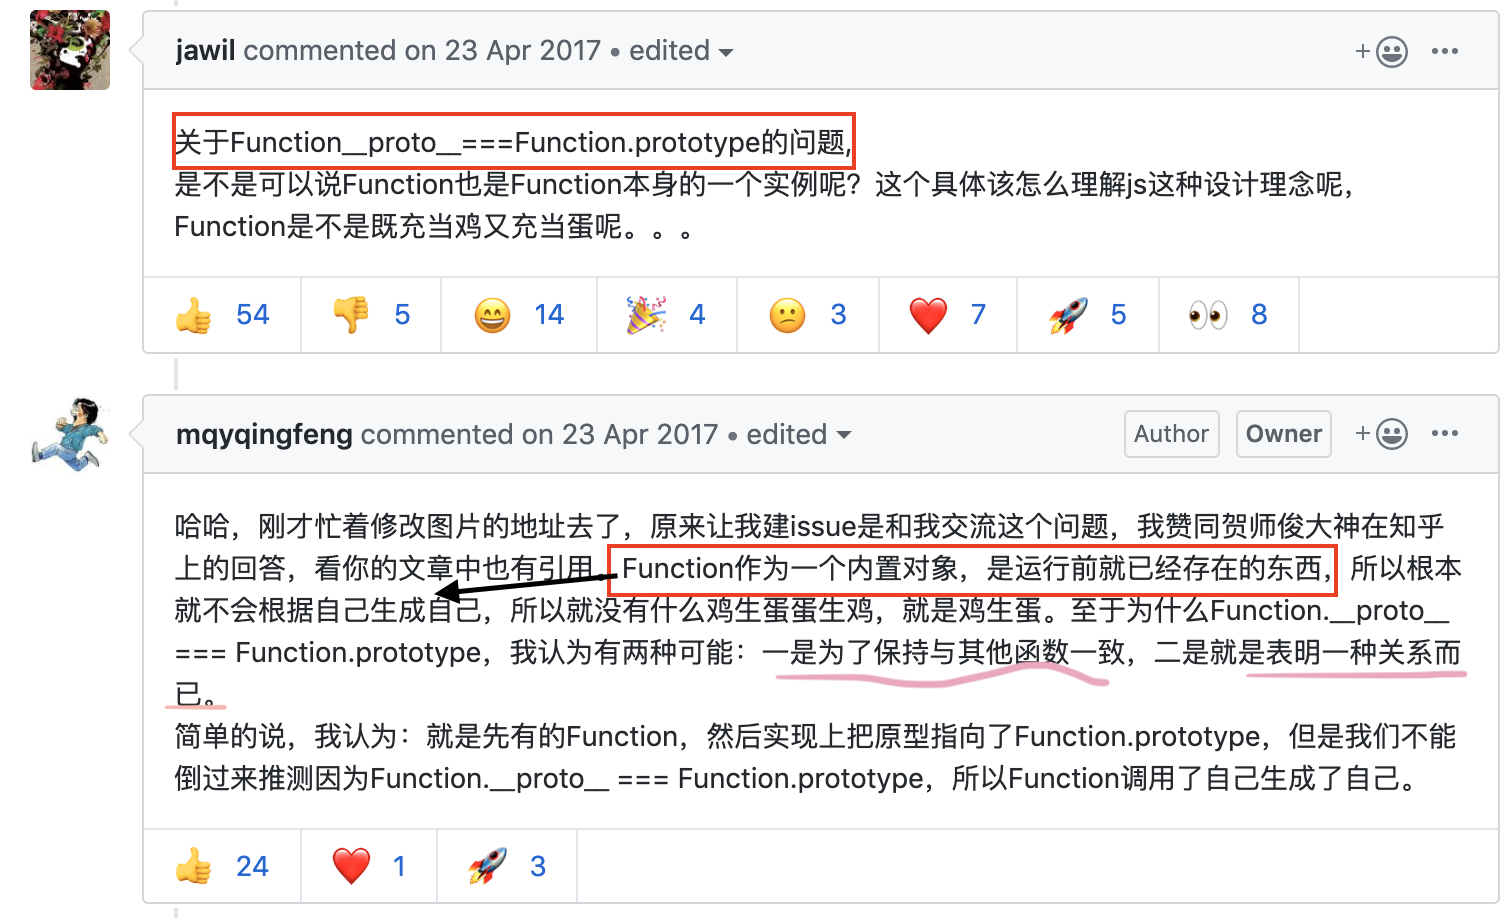 jawil commented on 23 Apr 2017 • edited
关于Function__proto__===Function.prototype的问题,
是不是可以说Function也是Function本身的一个实例呢？这个具体该怎么理解js这种设计理念呢，
Function是不是既充当鸡又充当蛋呢。。。
54 5 14 4 3 7 5 8
mqyqingfeng commented on 23 Apr 2017 • edited Author Owner
哈哈，刚才忙着修改图片的地址去了，原来让我建issue是和我交流这个问题，我赞同贺师俊大神在知乎
上的回答，看你的文章中也有引用。Function作为一个内置对象，是运行前就已经存在的东西，所以根本
就不会根据自己生成自己，所以就没有什么鸡生蛋蛋生鸡，就是鸡生蛋。至于为什么Function.__proto__
=== Function.prototype，我认为有两种可能：一是为了保持与其他函数一致，二是就是表明一种关系而
已。
简单的说，我认为：就是先有的Function，然后实现上把原型指向了Function.prototype，但是我们不能
倒过来推测因为Function.__proto__ === Function.prototype，所以Function调用了自己生成了自己。
24 1 3